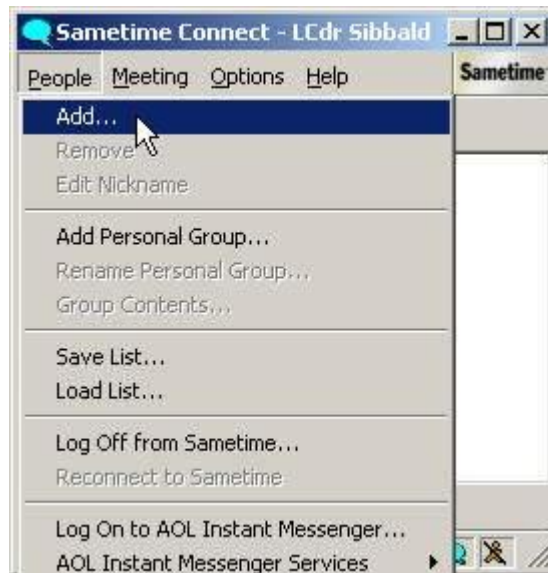 Sametime Connect - LCdr Sibbald
People Meeting Options Help
Sametime
Add...
Remove
Edit Nickname
Add Personal Group...
Rename Personal Group...
Group Contents...
Save List...
Load List...
Log Off from Sametime...
Reconnect to Sametime
Log On to AOL Instant Messenger...
AOL Instant Messenger Services